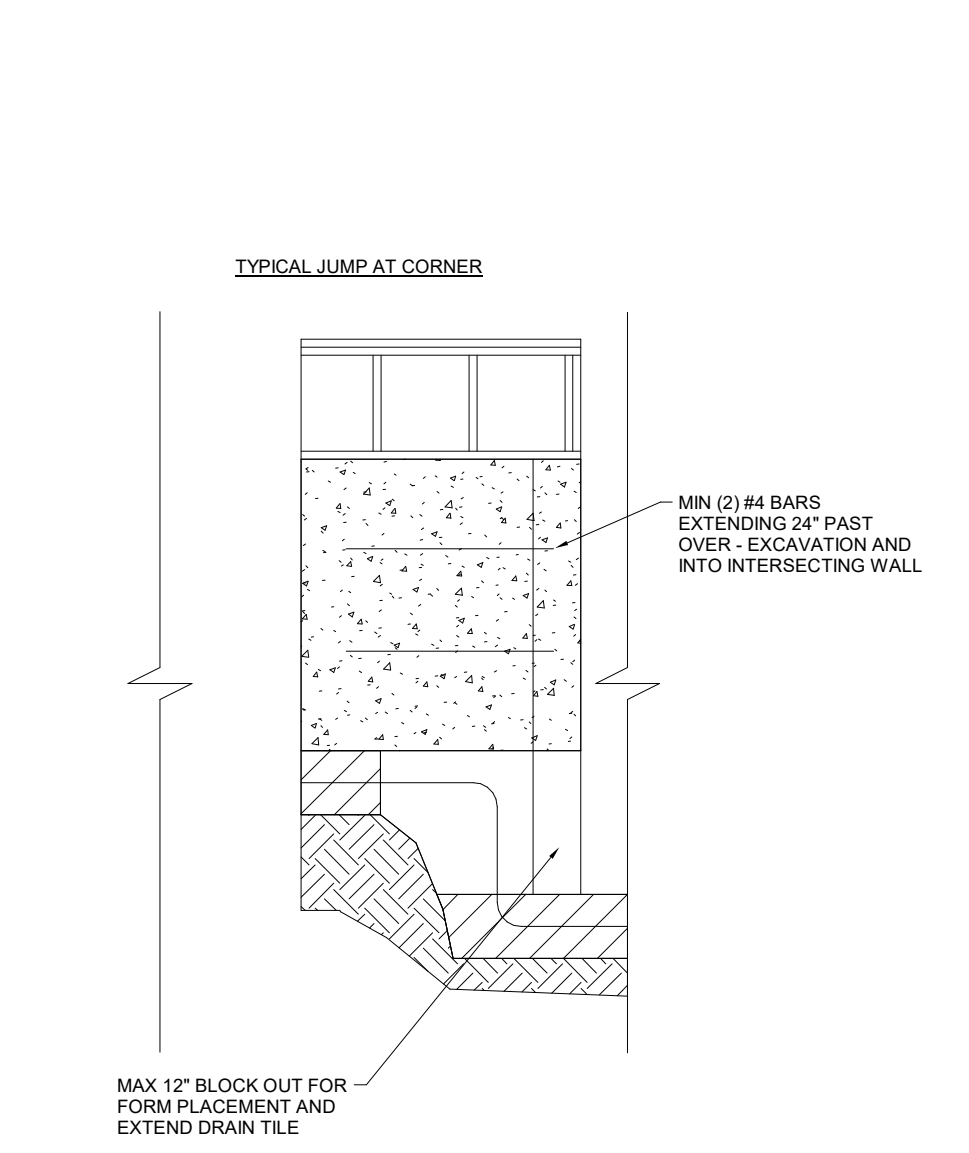 TYPICAL JUMP AT CORNER
MIN (2) #4 BARS
EXTENDING 24" PAST
OVER - EXCAVATION AND
INTO INTERSECTING WALL
MAX 12" BLOCK OUT FOR
FORM PLACEMENT AND
EXTEND DRAIN TILE